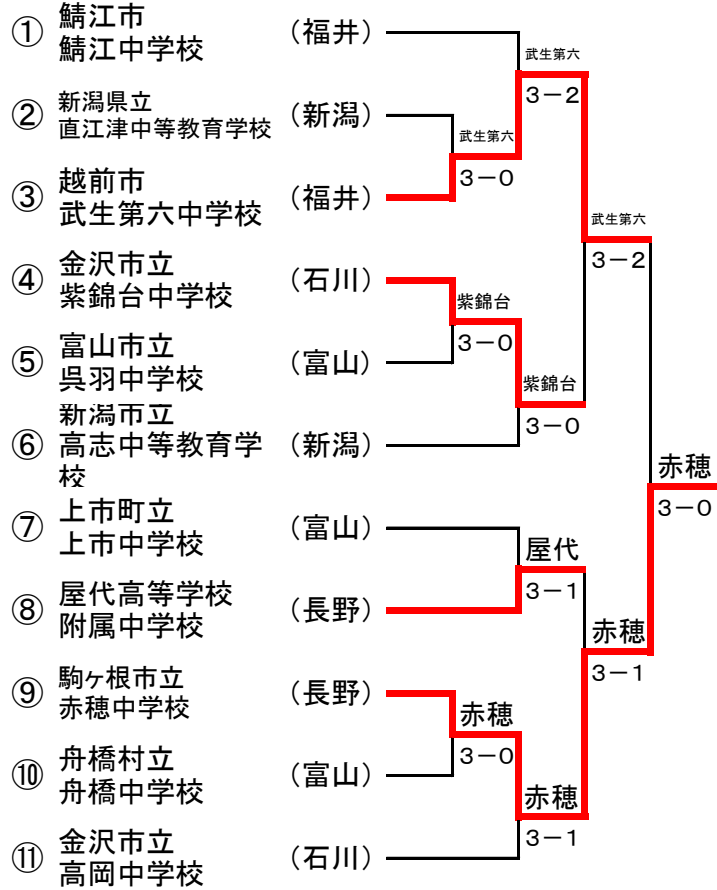 ① 鯖江市
鯖江中学校 （福井）
② 新潟県立
直江津中等教育学校 （新潟）
③ 越前市
武生第六中学校 （福井）
④ 金沢市立
紫錦台中学校 （石川）
⑤ 富山市立
呉羽中学校 （富山）
⑥ 新潟市立
高志中等教育学
校 （新潟）
⑦ 上市町立
上市中学校 （富山）
⑧ 屋代高等学校
附属中学校 （長野）
⑨ 駒ヶ根市立
赤穂中学校 （長野）
⑩ 舟橋村立
舟橋中学校 （富山）
⑪ 金沢市立
高岡中学校 （石川）
武生第六
3－0
紫錦台
3－0
赤穂
3－0
武生第六
3－2
紫錦台
3－0
屋代
3－1
赤穂
3－1
武生第六
3－2
赤穂
3－1
赤穂
3－0